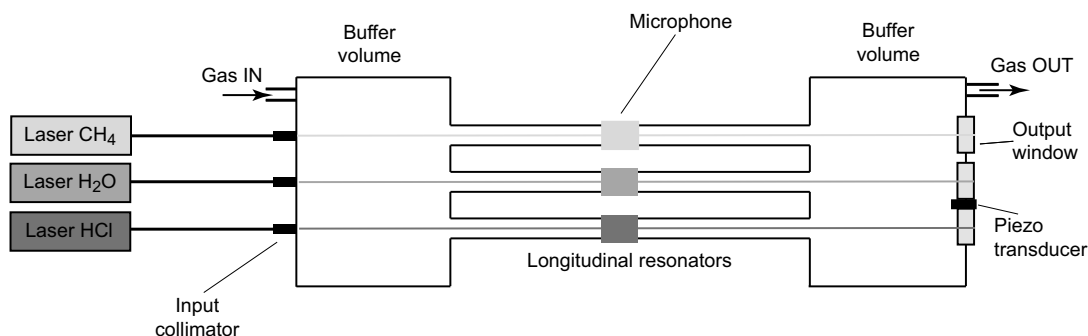 Microphone
Buffer
volume
Buffer
volume
Gas IN
Gas OUT
Laser CH4
Output
window
Laser H2O
Laser HCl
Piezo
transducer
Longitudinal resonators
Input
collimator